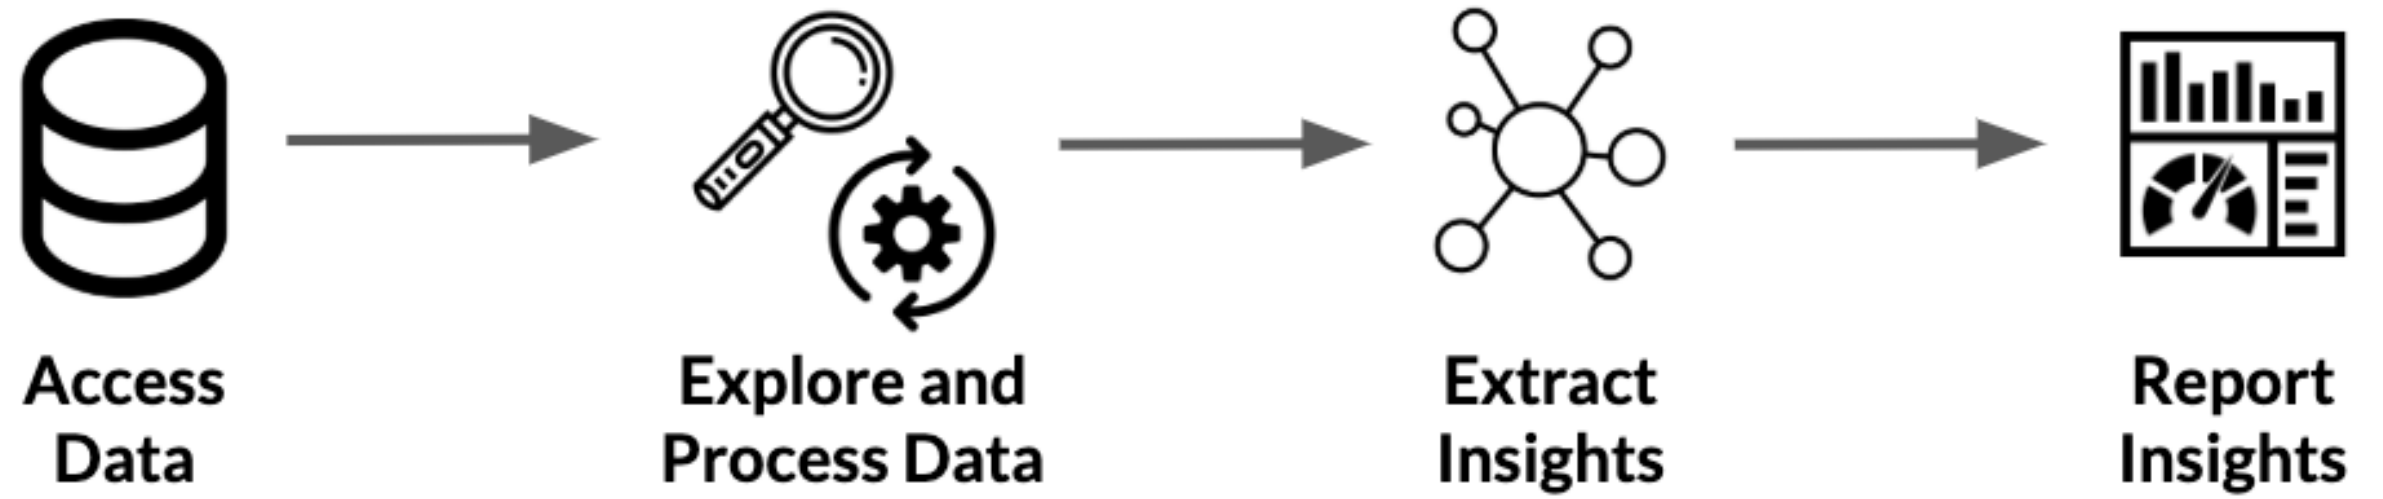 Access
Data
Explore and
Process Data
Extract
Insights
Report
Insights